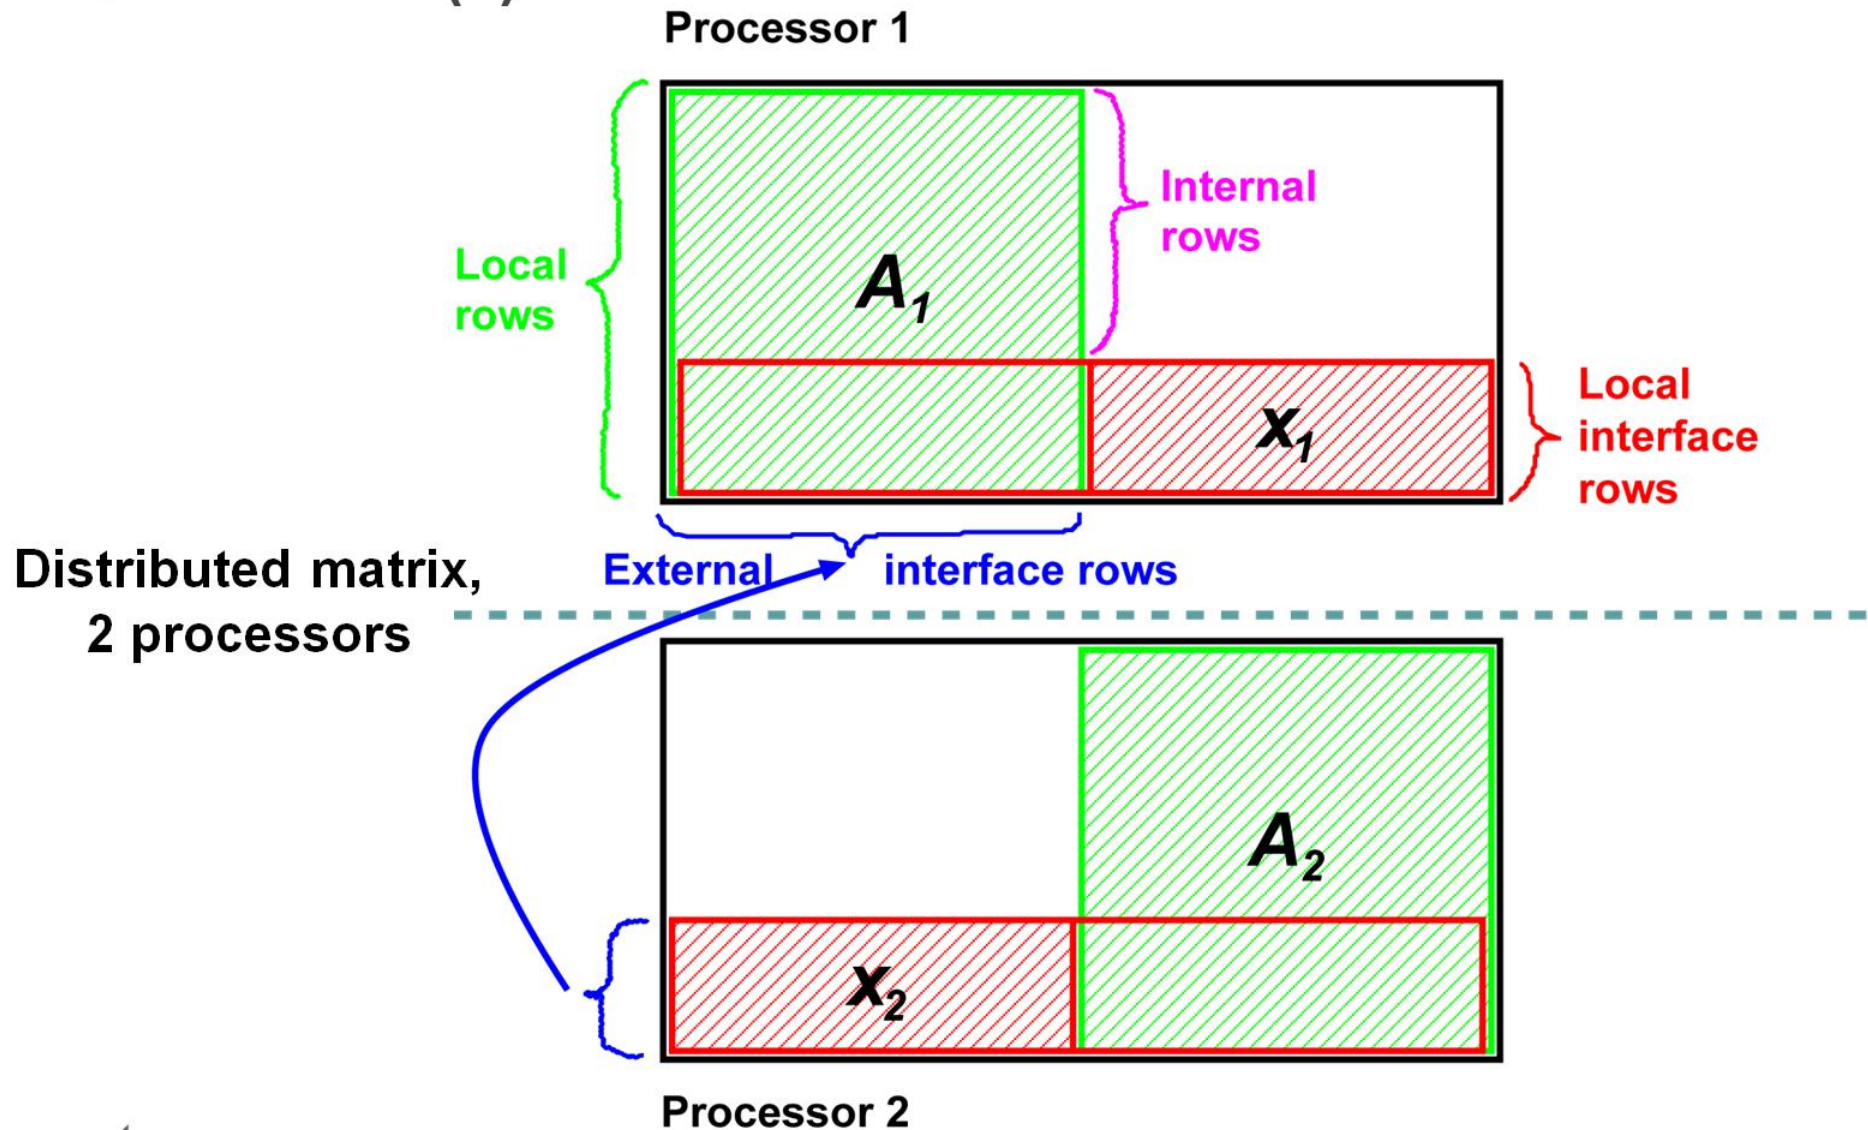 Processor 1
Internal
rows
Local
rows
A1
Local
interface
rows
X1
Distributed matrix,
2 processors
External interface rows
A2
X2
Processor 2